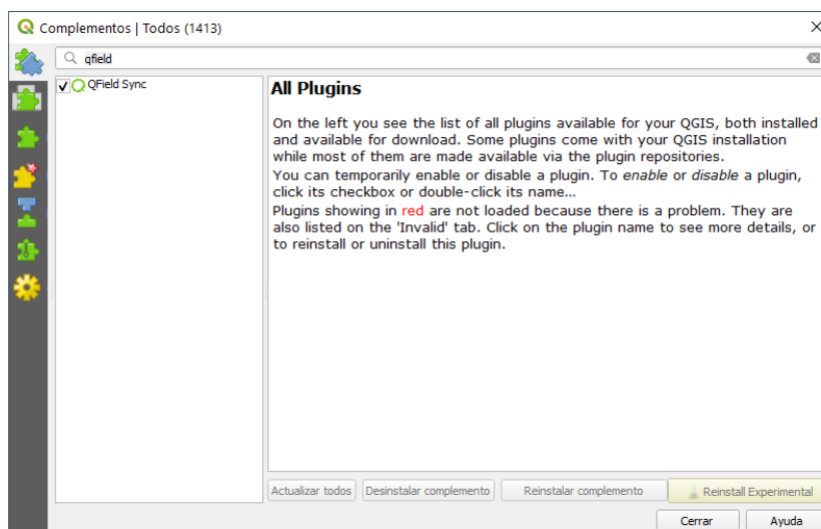 Complementos | Todos (1413)
qfield
QField Sync
All Plugins
On the left you see the list of all plugins available for your QGIS, both installed
and available for download. Some plugins come with your QGIS installation
while most of them are made available via the plugin repositories.
You can temporarily enable or disable a plugin. To enable or disable a plugin,
click its checkbox or double-click its name...
Plugins showing in red are not loaded because there is a problem. They are
also listed on the 'Invalid' tab. Click on the plugin name to see more details, or
to reinstall or uninstall this plugin.
Actualizar todos Desinstalar complemento Reinstalar complemento Reinstall Experimental
Cerrar Ayuda